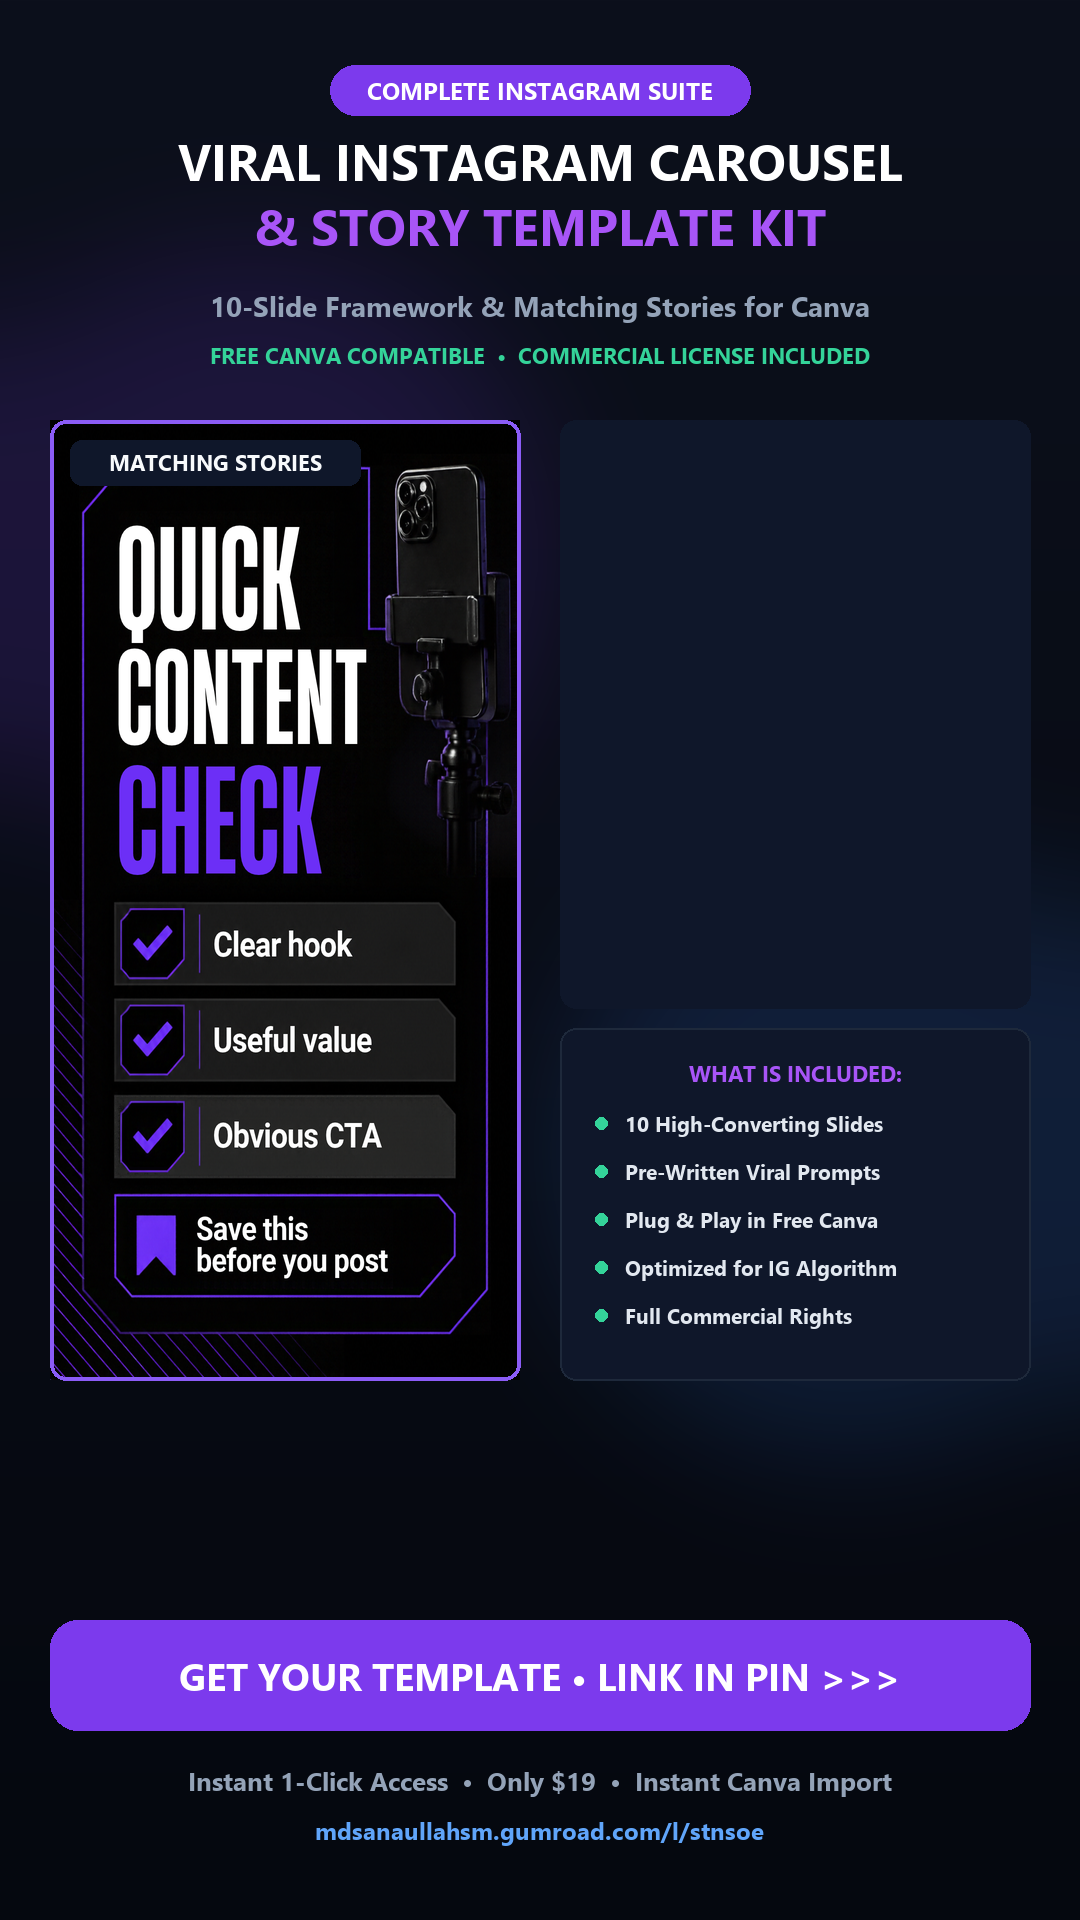 COMPLETE INSTAGRAM SUITE
VIRAL INSTAGRAM CAROUSEL
& STORY TEMPLATE KIT
10-Slide Framework & Matching Stories for Canva
FREE CANVA COMPATIBLE • COMMERCIAL LICENSE INCLUDED
MATCHING STORIES
QUICK
CONTENT
CHECK
Clear hook
Useful value
Obvious CTA
Save this
before you post
WHAT IS INCLUDED:
10 High-Converting Slides
Pre-Written Viral Prompts
Plug & Play in Free Canva
Optimized for IG Algorithm
Full Commercial Rights
GET YOUR TEMPLATE • LINK IN PIN >>>
Instant 1-Click Access • Only $19 • Instant Canva Import
mdsanaullahsm.gumroad.com/l/stnsoe